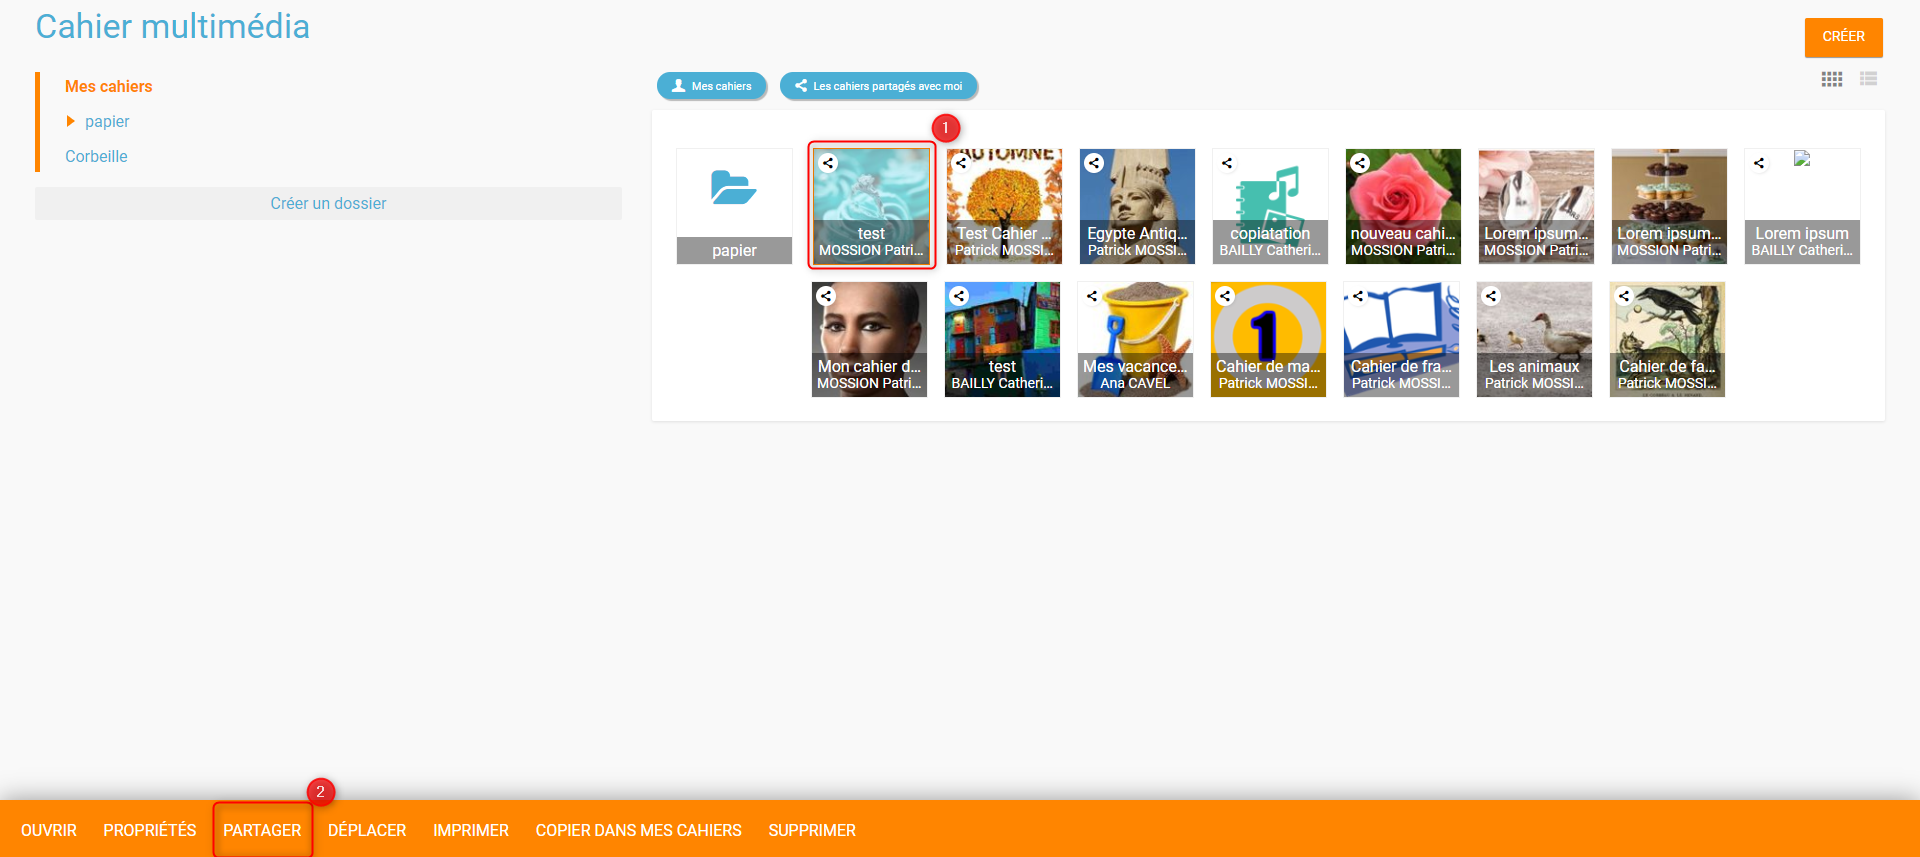 Cahier multimédia
CRÉER
Mes cahiers
papier
Corbeille
Créer un dossier
Mes cahiers
Les cahiers partagés avec moi
1
papier
test
MOSSION Patri...
AUTOMNE
Test Cahier ...
Patrick MOSSI...
Egypte Antiq...
Patrick MOSSI...
copiatation
BAILLY Catheri...
nouveau cahi...
MOSSION Patri...
Lorem ipsum...
MOSSION Patri...
Lorem ipsum...
MOSSION Patri...
Lorem ipsum
BAILLY Catheri...
Mon cahier d...
MOSSION Patri...
test
BAILLY Catheri...
Mes vacance...
Ana CAVEL
1
Cahier de ma...
Patrick MOSSI...
Cahier de fra...
Patrick MOSSI...
Les animaux
Patrick MOSSI...
Cahier de fa...
Patrick MOSSI...
2
OUVRIR PROPRIÉTÉS PARTAGER DÉPLACER IMPRIMER COPIER DANS MES CAHIERS SUPPRIMER